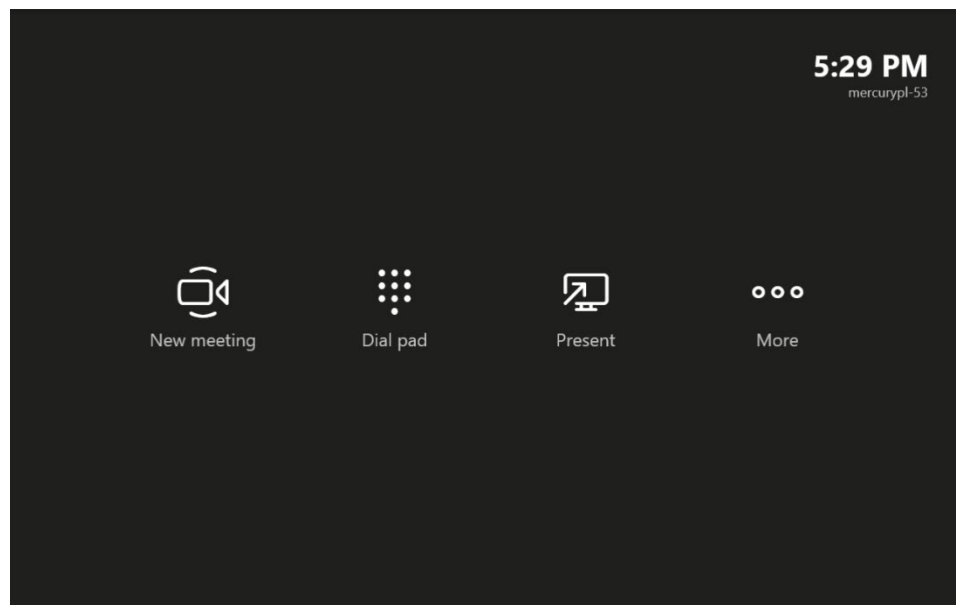 5:29 PM
mercurypl-53
New meeting
Dial pad
Present
More